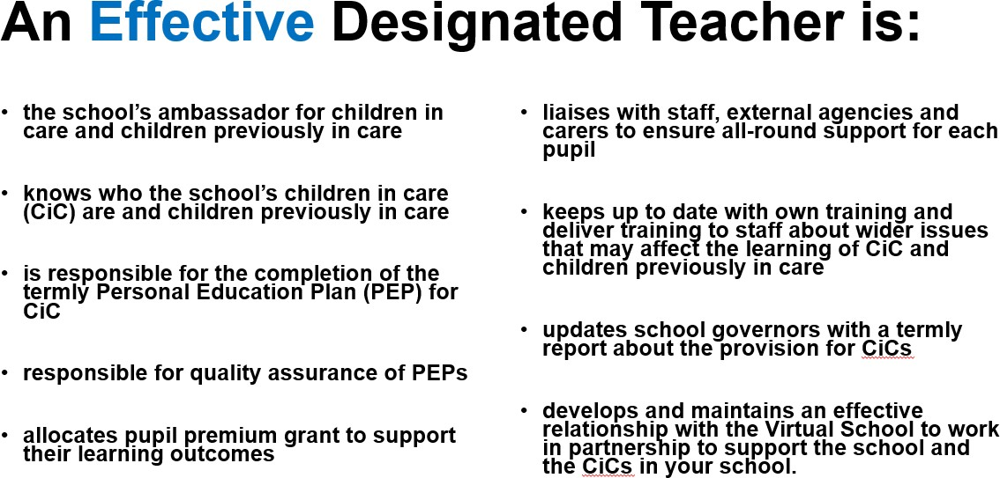 An Effective Designated Teacher is:
• the school’s ambassador for children in
care and children previously in care
• knows who the school’s children in care
(CiC) are and children previously in care
• is responsible for the completion of the
termly Personal Education Plan (PEP) for
CiC
• responsible for quality assurance of PEPs
• allocates pupil premium grant to support
their learning outcomes
• liaises with staff, external agencies and
carers to ensure all-round support for each
pupil
• keeps up to date with own training and
deliver training to staff about wider issues
that may affect the learning of CiC and
children previously in care
• updates school governors with a termly
report about the provision for CiCs
• develops and maintains an effective
relationship with the Virtual School to work
in partnership to support the school and
the CiCs in your school.